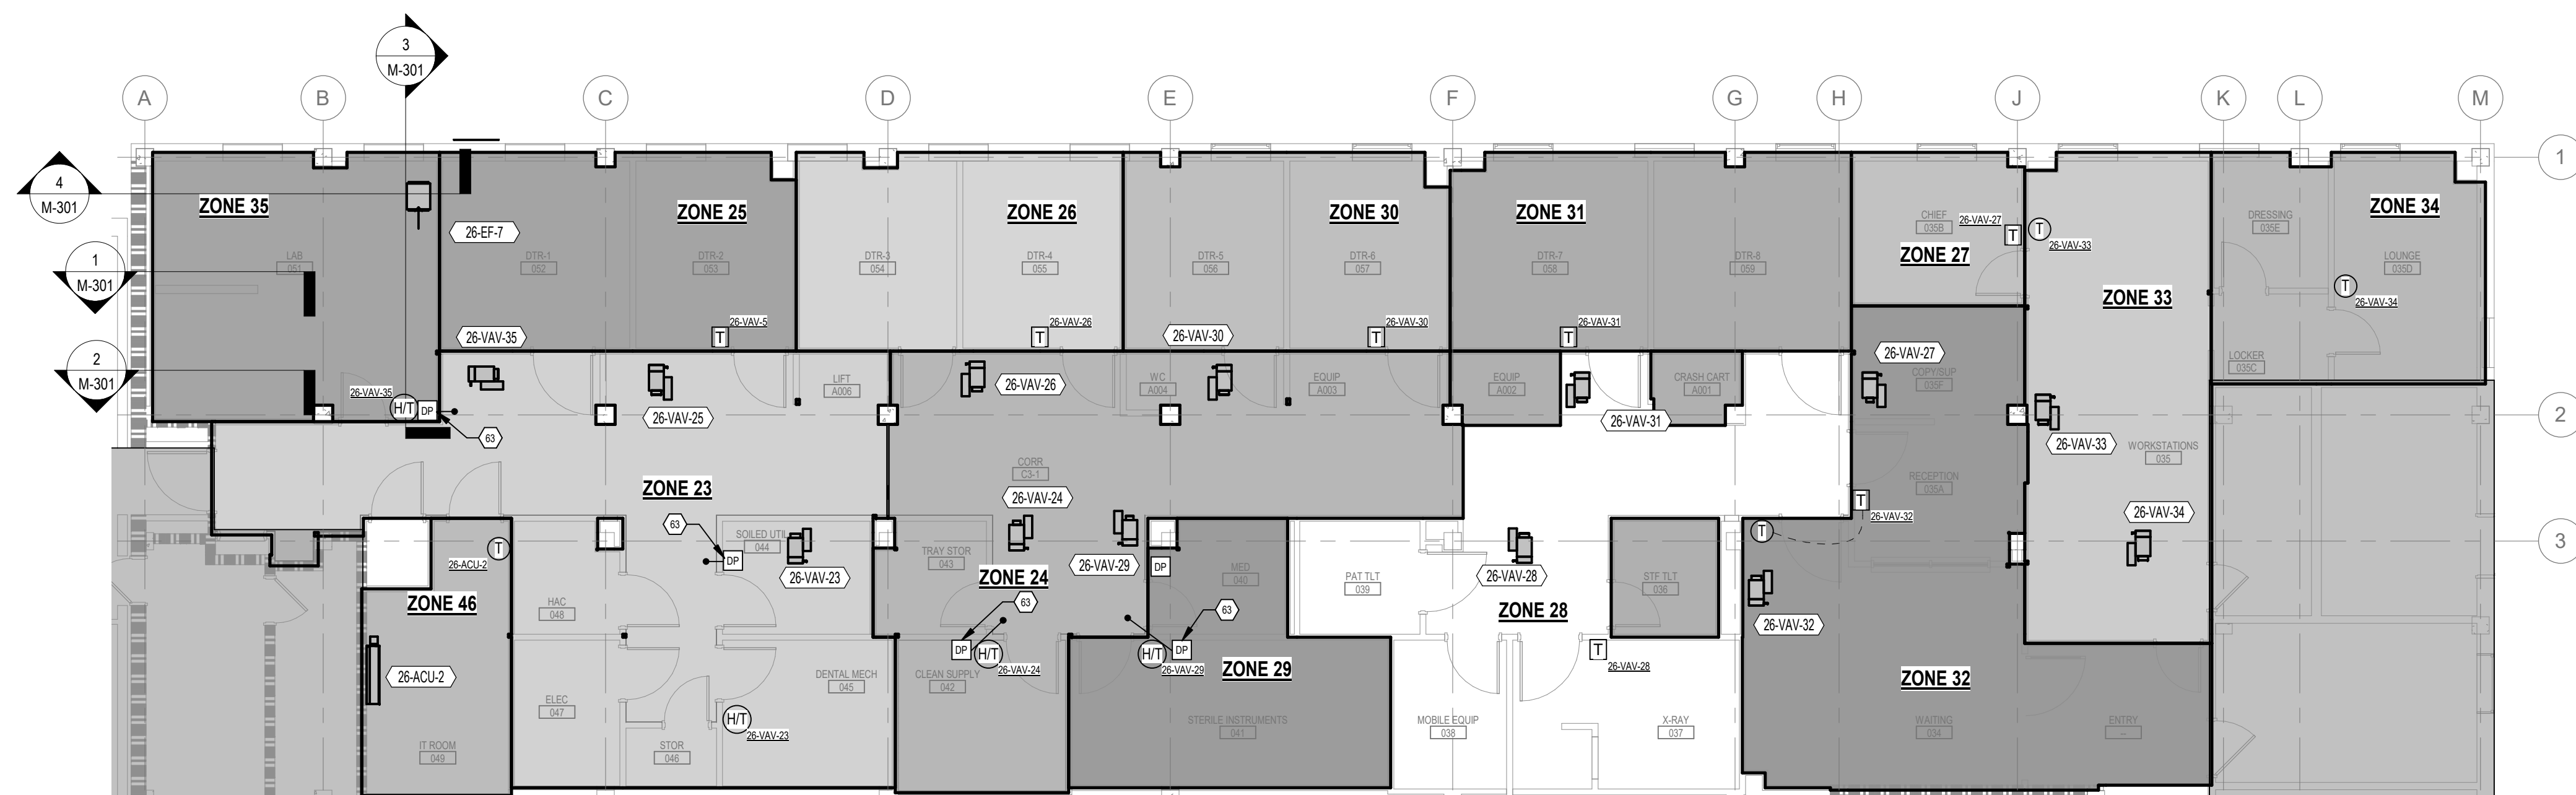 3
M-301
A
B
C
D
E
F
G
H
J
K
L
M
1
4
M-301
ZONE 35
ZONE 25
ZONE 26
ZONE 30
ZONE 31
CHIEF
035B
26-VAV-27
T
ZONE 27
T
26-VAV-33
DRESSING
035E
ZONE 34
26-EF-7
LAB
051
DTR-1
052
DTR-2
053
DTR-3
054
DTR-4
055
DTR-5
056
DTR-6
057
DTR-7
058
DTR-8
059
LOUNGE
035D
1
M-301
ZONE 33
T
26-VAV-34
26-VAV-35
26-VAV-5
T
26-VAV-26
T
26-VAV-30
26-VAV-30
T
26-VAV-31
T
26-VAV-27
LOCKER
035C
2
M-301
26-VAV-35
H/T
DP
63
26-VAV-25
LIFT
A006
26-VAV-26
WC
A004
EQUIP
A003
EQUIP
A002
CRASH CART
A001
26-VAV-31
COPY/SUP
035F
2
26-VAV-33
WORKSTATIONS
035
ZONE 23
CORR
C3-1
26-VAV-24
RECEPTION
035A
T
26-VAV-32
26-VAV-34
63
SOILED UTIL
044
DP
26-VAV-23
T
26-ACU-2
TRAY STOR
043
ZONE 24
26-VAV-29
DP
MED
040
PAT TLT
039
26-VAV-28
STF TLT
036
T
3
ZONE 46
HAC
048
63
63
ZONE 28
26-VAV-32
26-ACU-2
DP
H/T
26-VAV-24
CLEAN SUPPLY
042
H/T
DP
26-VAV-29
ZONE 29
T
26-VAV-28
ZONE 32
DENTAL MECH
045
ELEC
047
H/T
26-VAV-23
STERILE INSTRUMENTS
041
MOBILE EQUIP
038
X-RAY
037
WAITING
034
ENTRY
--
IT ROOM
049
STOR
046